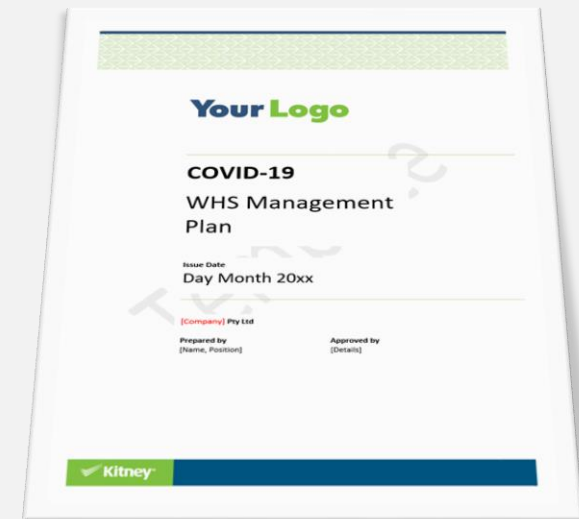 Your Logo
COVID-19
WHS Management
Plan
Issue Date
Day Month 20xx
[Company] Pty Ltd
Prepared by Approved by
[Name, Position] [Details]
Kitney